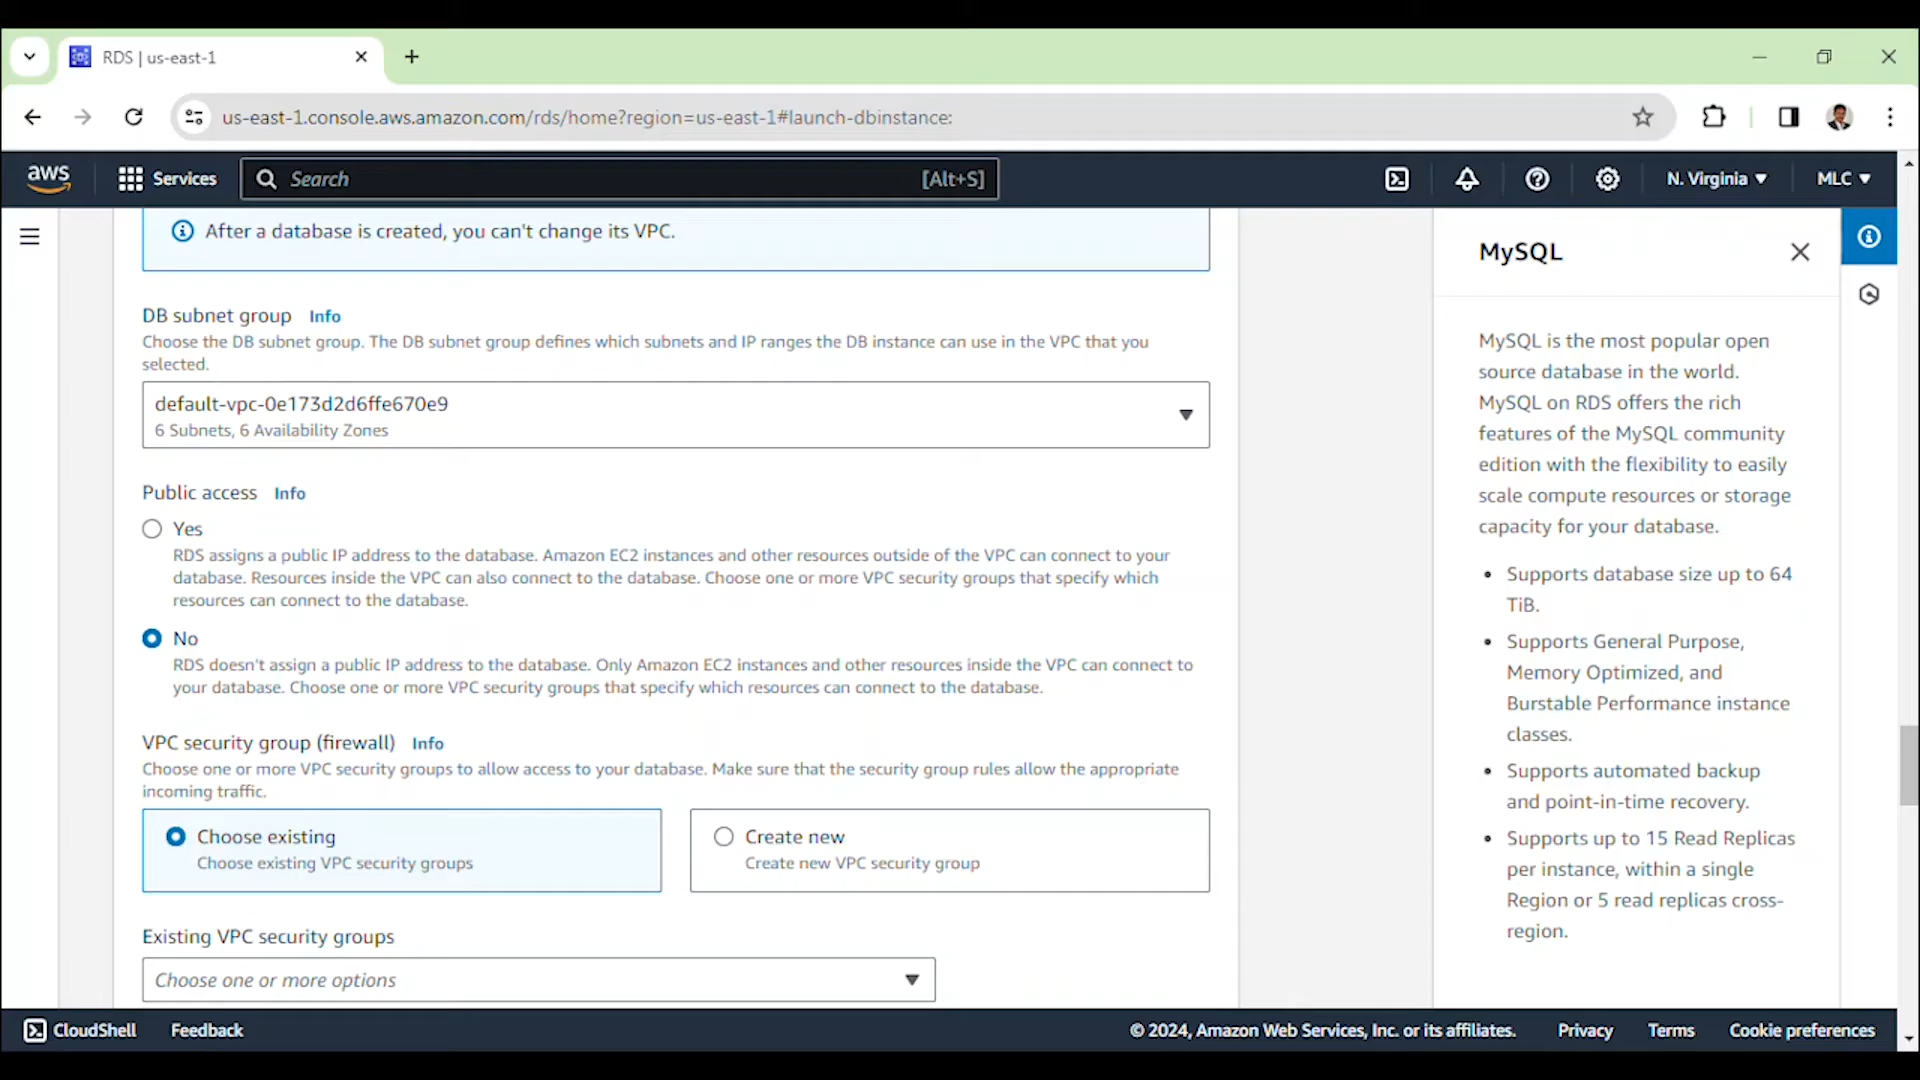 RDS | us-east-1
us-east-1.console.aws.amazon.com/rds/home?region=us-east-1#launch-dbinstance:
aws
Services
Search
[Alt+S]
N. Virginia
MLC
After a database is created, you can't change its VPC.
DB subnet group Info
Choose the DB subnet group. The DB subnet group defines which subnets and IP ranges the DB instance can use in the VPC that you
selected.
default-vpc-0e173d2d6ffe670e9
6 Subnets, 6 Availability Zones
Public access Info
Yes
RDS assigns a public IP address to the database. Amazon EC2 instances and other resources outside of the VPC can connect to your
database. Resources inside the VPC can also connect to the database. Choose one or more VPC security groups that specify which
resources can connect to the database.
No
RDS doesn't assign a public IP address to the database. Only Amazon EC2 instances and other resources inside the VPC can connect to
your database. Choose one or more VPC security groups that specify which resources can connect to the database.
VPC security group (firewall) Info
Choose one or more VPC security groups to allow access to your database. Make sure that the security group rules allow the appropriate
incoming traffic.
Choose existing
Choose existing VPC security groups
Create new
Create new VPC security group
Existing VPC security groups
Choose one or more options
MySQL
MySQL is the most popular open
source database in the world.
MySQL on RDS offers the rich
features of the MySQL community
edition with the flexibility to easily
scale compute resources or storage
capacity for your database.
• Supports database size up to 64
TiB.
• Supports General Purpose,
Memory Optimized, and
Burstable Performance instance
classes.
• Supports automated backup
and point-in-time recovery.
• Supports up to 15 Read Replicas
per instance, within a single
Region or 5 read replicas cross-
region.
CloudShell
Feedback
© 2024, Amazon Web Services, Inc. or its affiliates.
Privacy
Terms
Cookie preferences